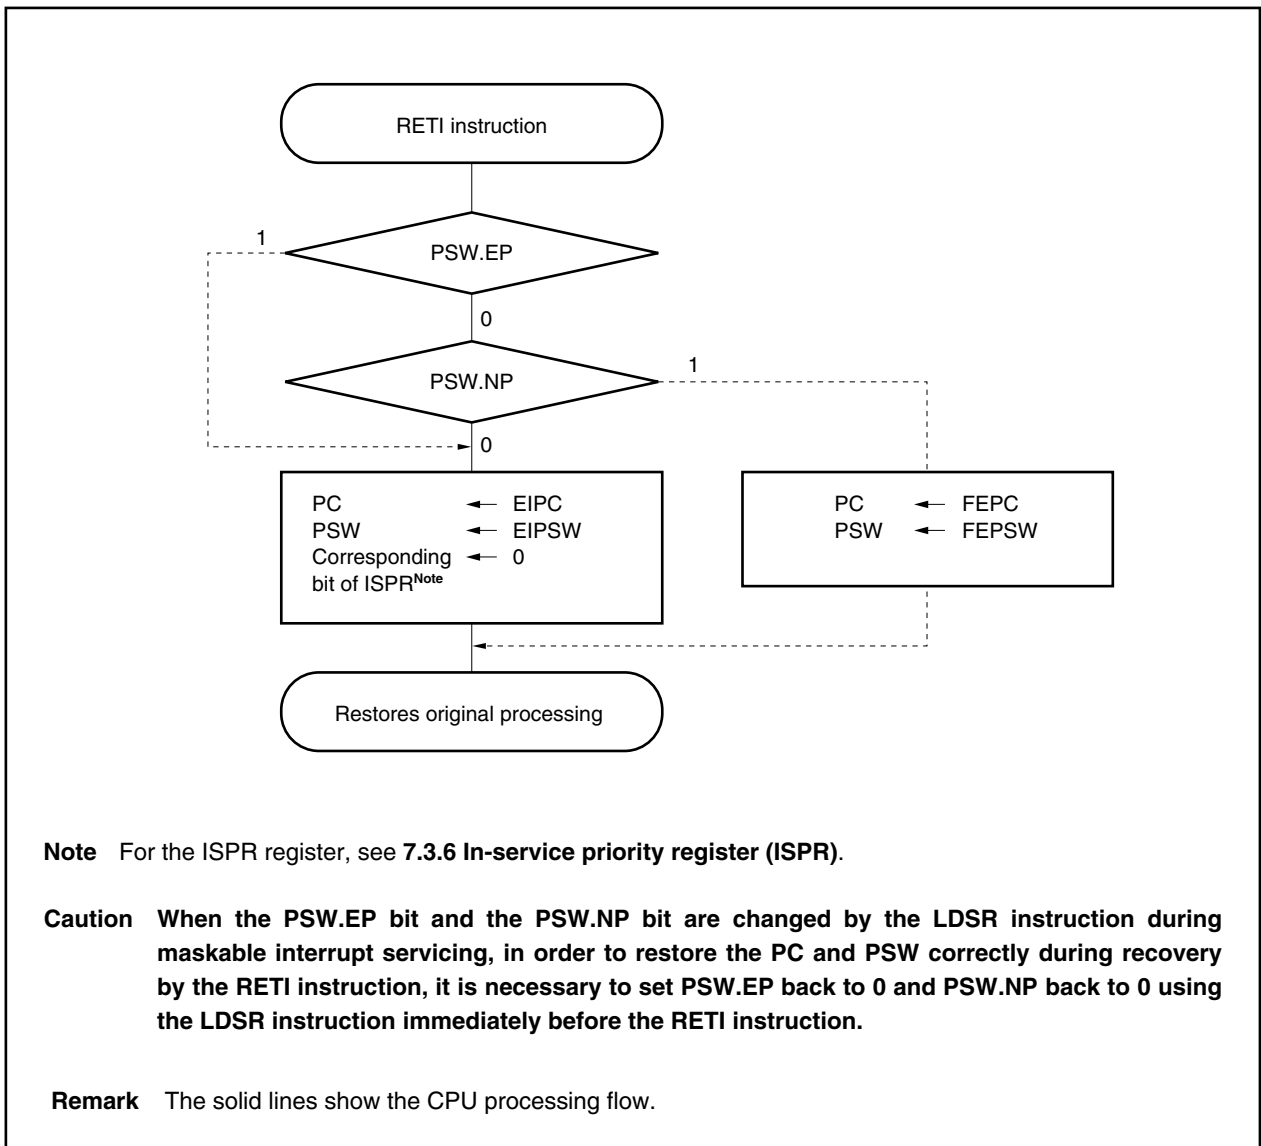 RETI instruction
1
PSW.EP
0
PSW.NP
1
0
PC ← EIPC
PSW ← EIPSW
Corresponding ← 0
bit of ISPRNote
PC ← FEPC
PSW ← FEPSW
Restores original processing
Note For the ISPR register, see 7.3.6 In-service priority register (ISPR).
Caution When the PSW.EP bit and the PSW.NP bit are changed by the LDSR instruction during
maskable interrupt servicing, in order to restore the PC and PSW correctly during recovery
by the RETI instruction, it is necessary to set PSW.EP back to 0 and PSW.NP back to 0 using
the LDSR instruction immediately before the RETI instruction.
Remark The solid lines show the CPU processing flow.